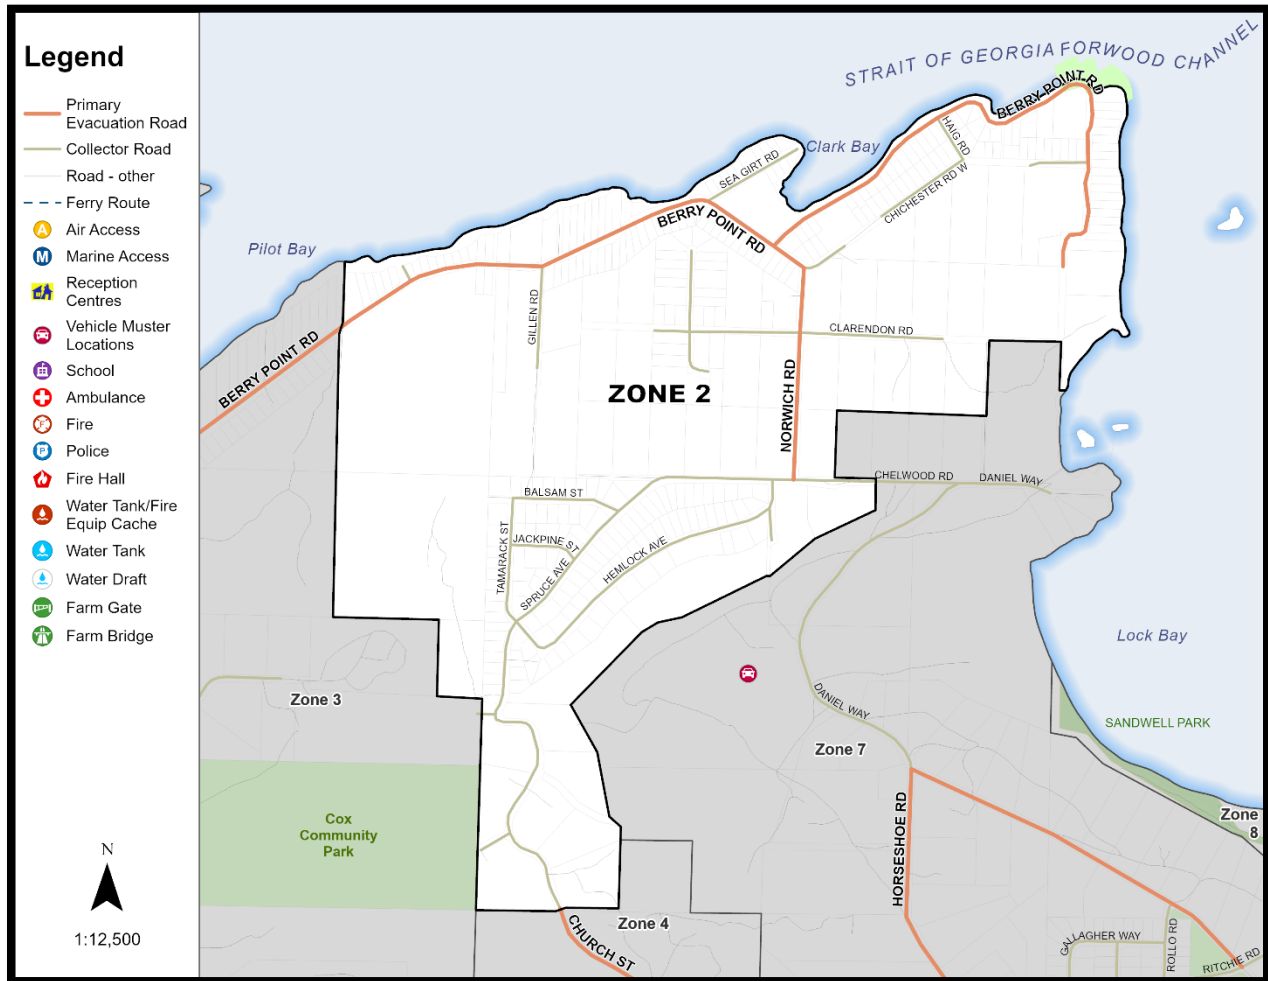 Legend
Primary
Evacuation Road
Collector Road
Road - other
Ferry Route
A
Air Access
M
Marine Access
Reception
Centres
Vehicle Muster
Locations
School
Ambulance
F
Fire
P
Police
Fire Hall
Water Tank/Fire
Equip Cache
Water Tank
Water Draft
Farm Gate
Farm Bridge
N
1:12,500
STRAIT OF GEORGIA
FORWOOD CHANNEL
BERRY POINT RD
HAIG RD
Clark Bay
SEA GIRT RD
CHICHESTER RD W
BERRY POINT RD
Pilot Bay
GILLEN RD
CLARENDON RD
BERRY POINT RD
ZONE 2
NORWICH RD
CHELWOOD RD
DANIEL WAY
BALSAM ST
TAMARACK ST
JACKPINE ST
SPRUCE AVE
HEMLOCK AVE
Lock Bay
Zone 3
DANIEL WAY
SANDWELL PARK
Zone 7
Cox
Community
Park
HORSESHOE RD
Zone
8
Zone 4
CHURCH ST
GALLAGHER WAY
ROLLO RD
RITCHIE RD